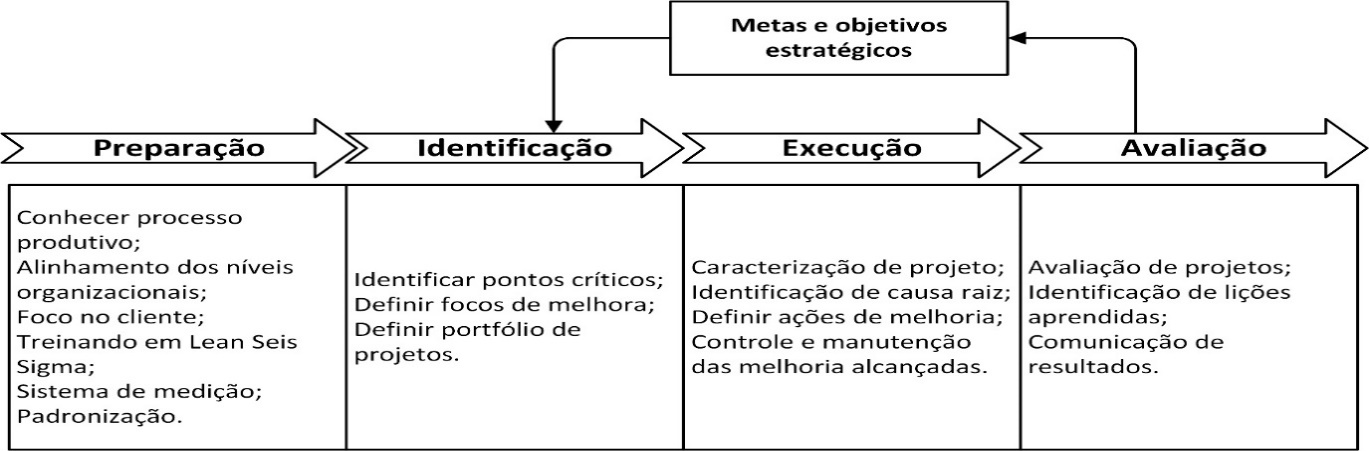 Metas e objetivos
estratégicos
Preparação
Identificação
Execução
Avaliação
Conhecer processo
produtivo;
Alinhamento dos níveis
organizacionais;
Foco no cliente;
Treinando em Lean Seis
Sigma;
Sistema de medição;
Padronização.
Identificar pontos críticos;
Definir focos de melhora;
Definir portfólio de
projetos.
Caracterização de projeto;
Identificação de causa raiz;
Definir ações de melhoria;
Controle e manutenção
das melhoria alcançadas.
Avaliação de projetos;
Identificação de lições
aprendidas;
Comunicação de
resultados.